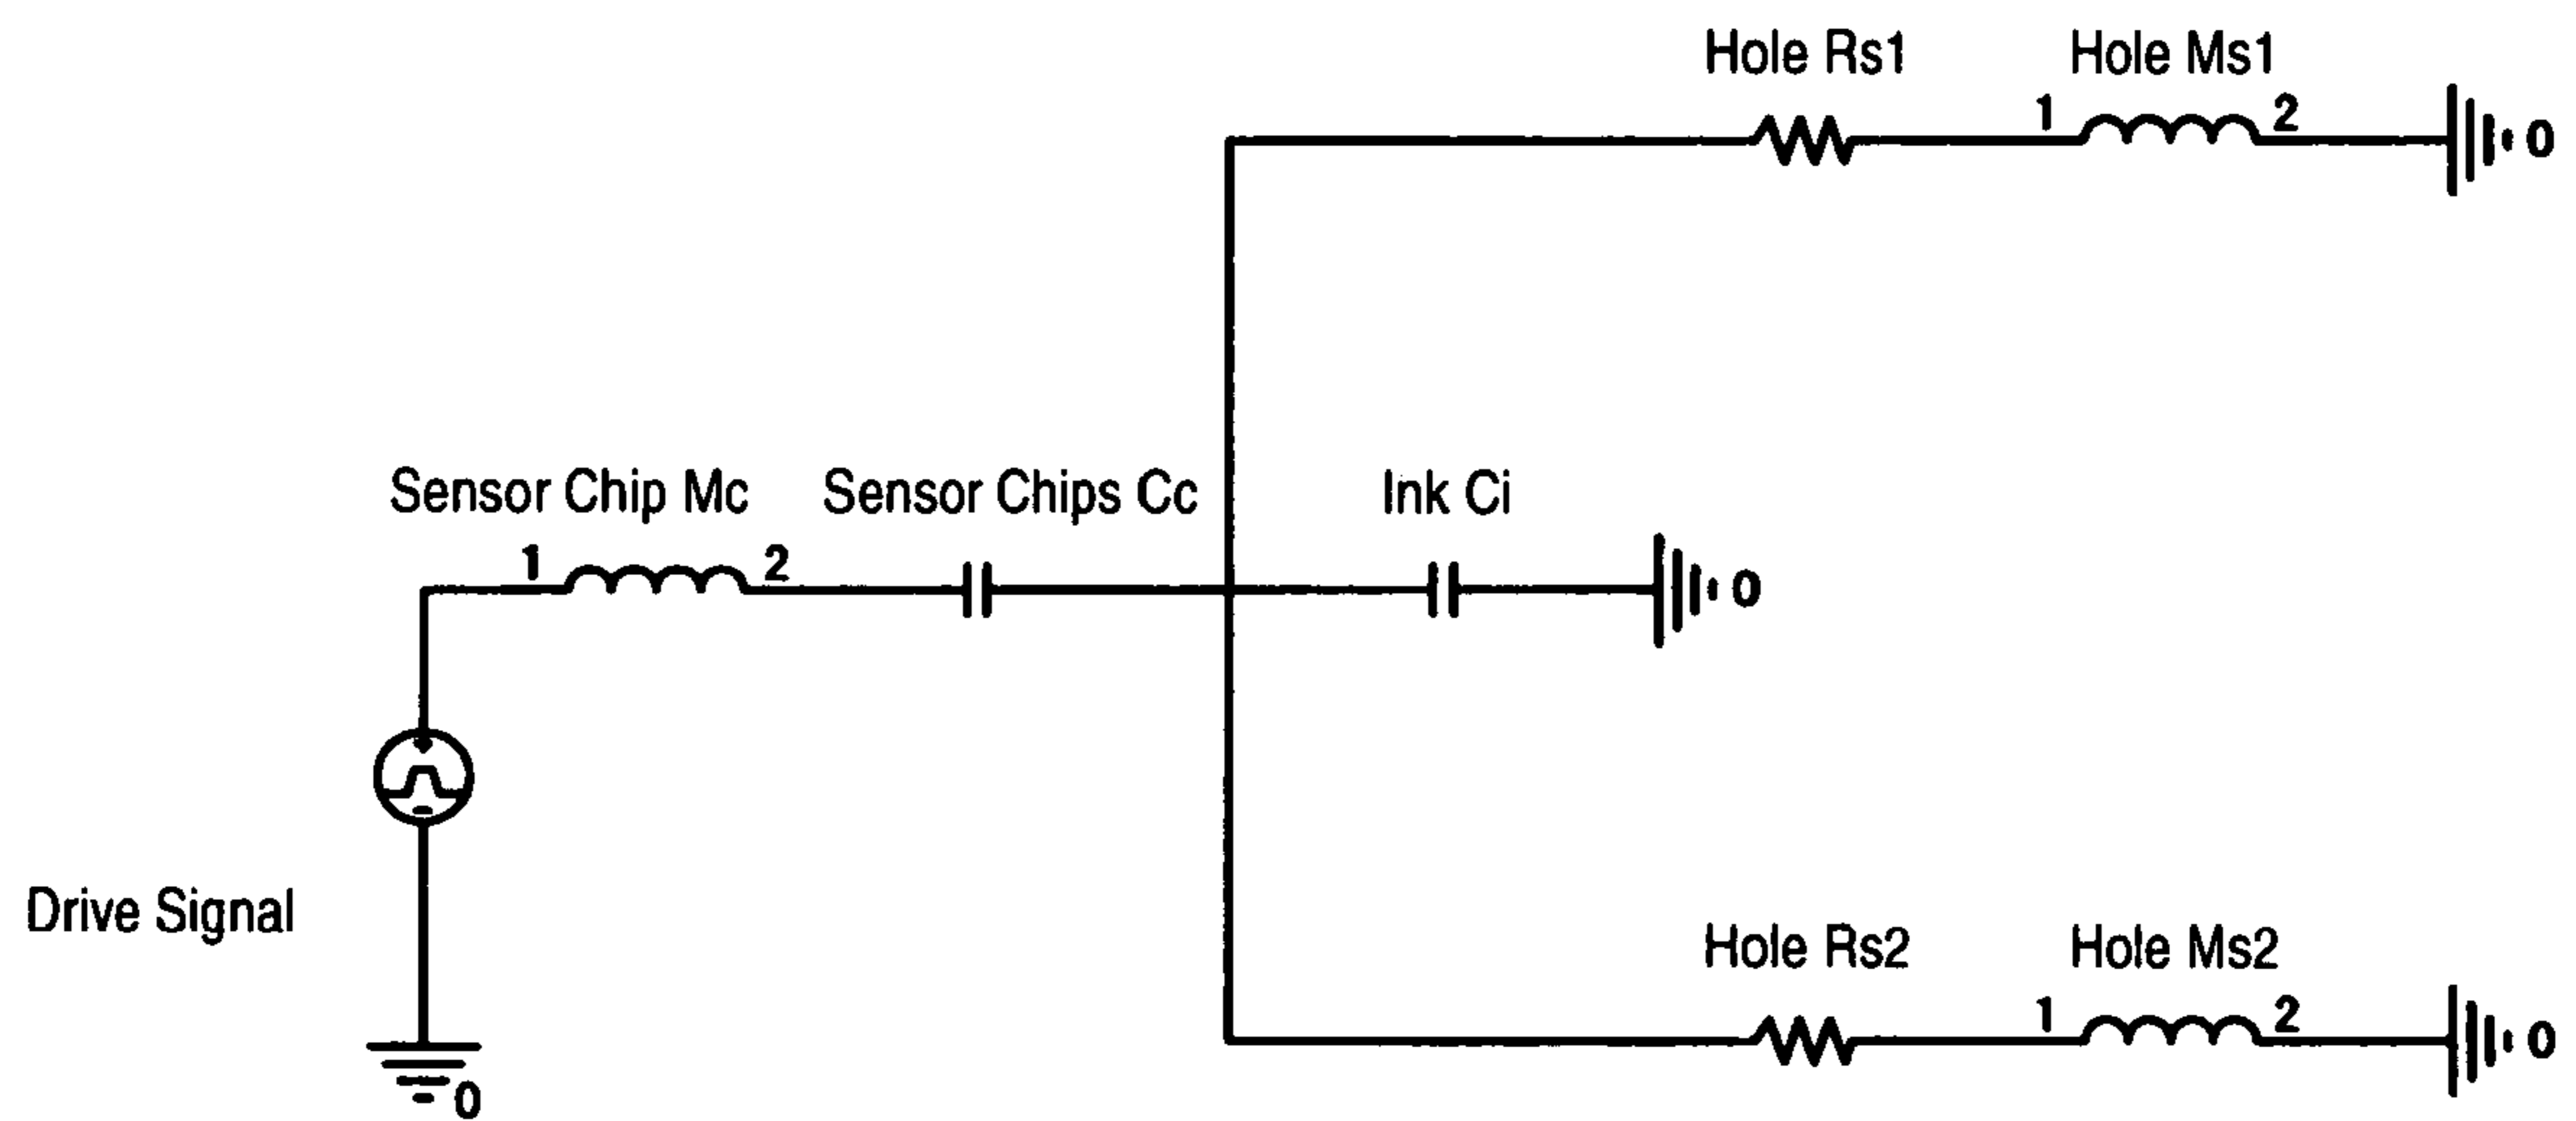 Hole Rs1 Hole Ms1
1 2
0
Sensor Chip Mc Sensor Chips Cc Ink Ci
1 2
0
Drive Signal
Hole Rs2 Hole Ms2
1 2
0
0